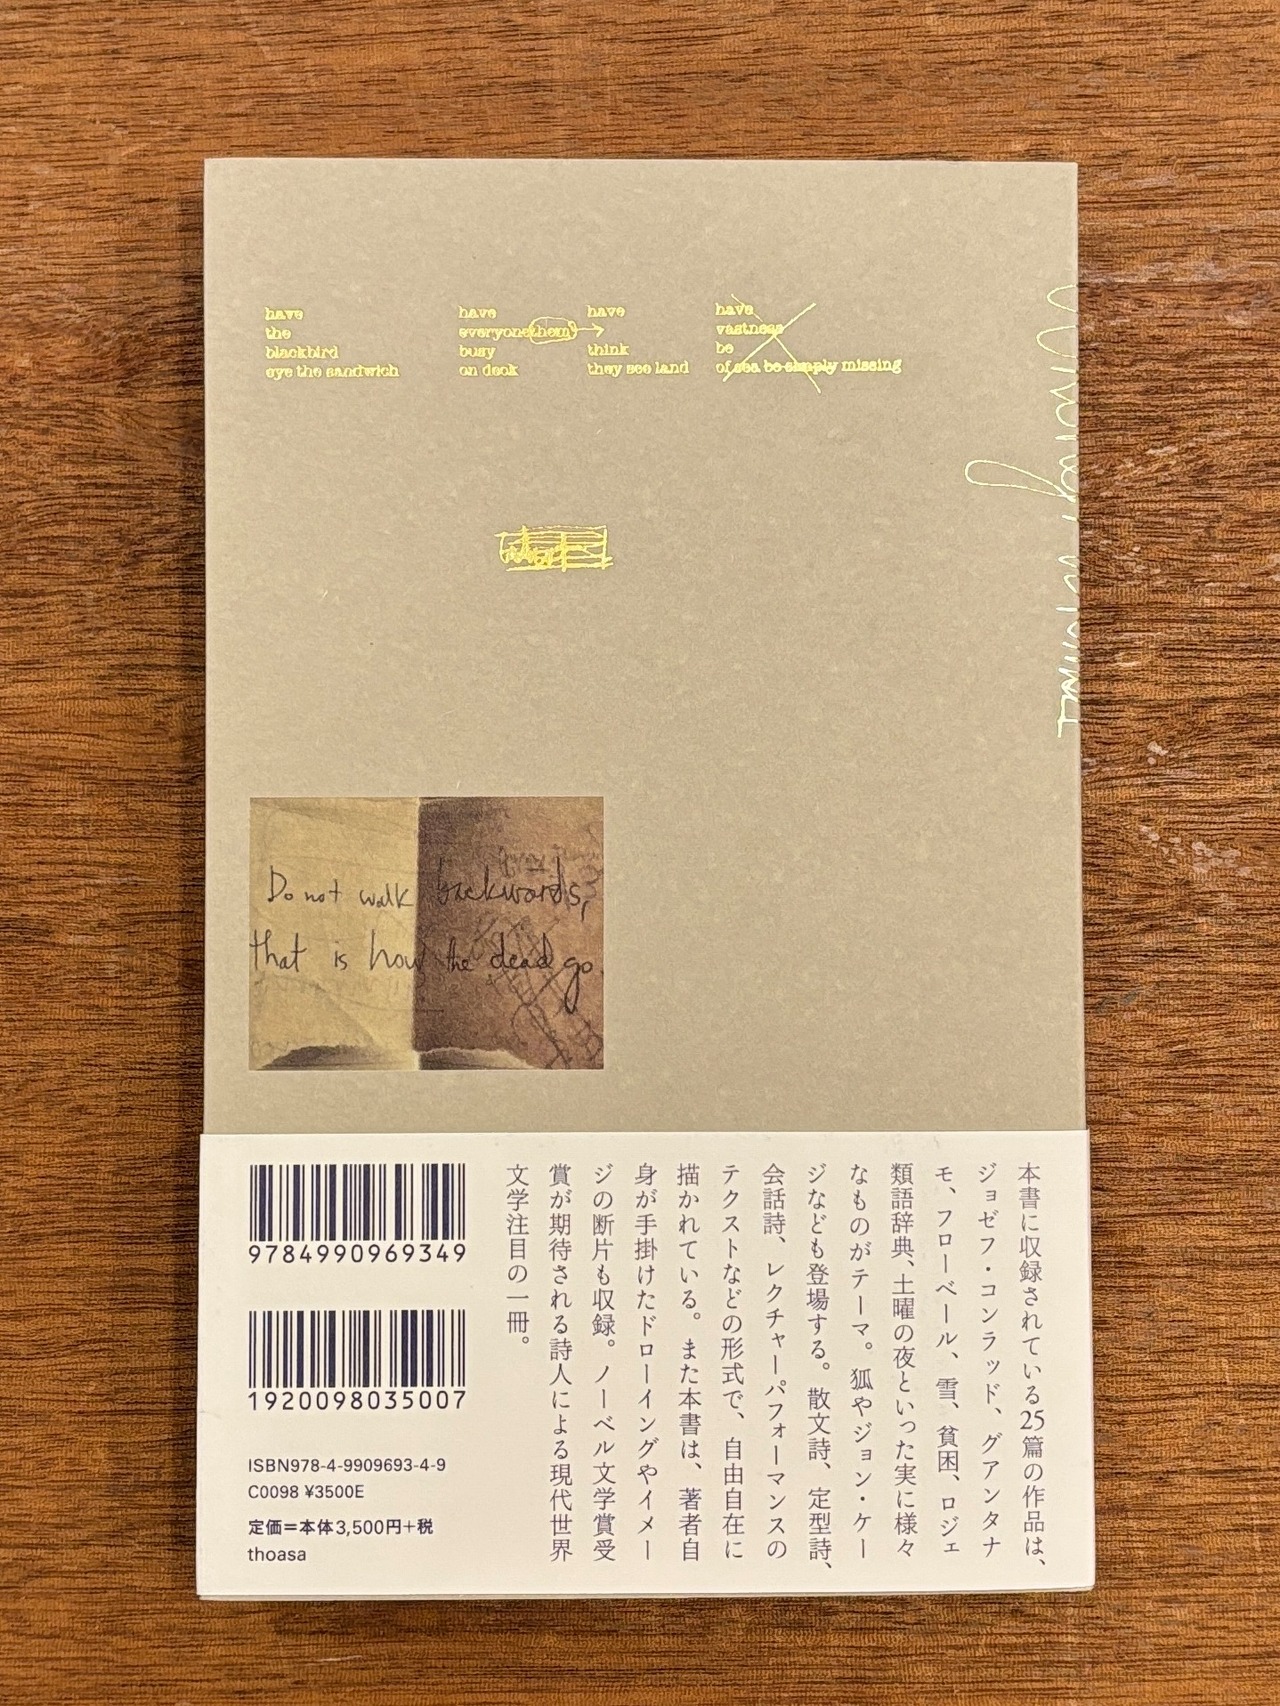 have
the
blackbird
eye the sandwich
have
everyone them
busy
on deck
have
think
they see land
have
vastness
be
of sea be simply missing
Do not walk backwards,
that is how the dead go.
本書に収録されている25篇の作品は、
ジョゼフ・コンラッド、グアンタナ
モ、フローベール、雪、貧困、ロジェ
類語辞典、土曜の夜といった実に様々
なものがテーマ。狐やジョン・ケー
ジなども登場する。散文詩、定型詩、
会話詩、レクチャーパフォーマンスの
テクストなどの形式で、自由自在に
描かれている。また本書は、著者自
身が手掛けたドローイングやイメー
ジの断片も収録。ノーベル文学賞受
賞が期待される詩人による現代世界
文学注目の一冊。
9784990969349
1920098035007
ISBN978-4-9909693-4-9
C0098 ¥3500E
定価=本体3,500円+税
thoasa